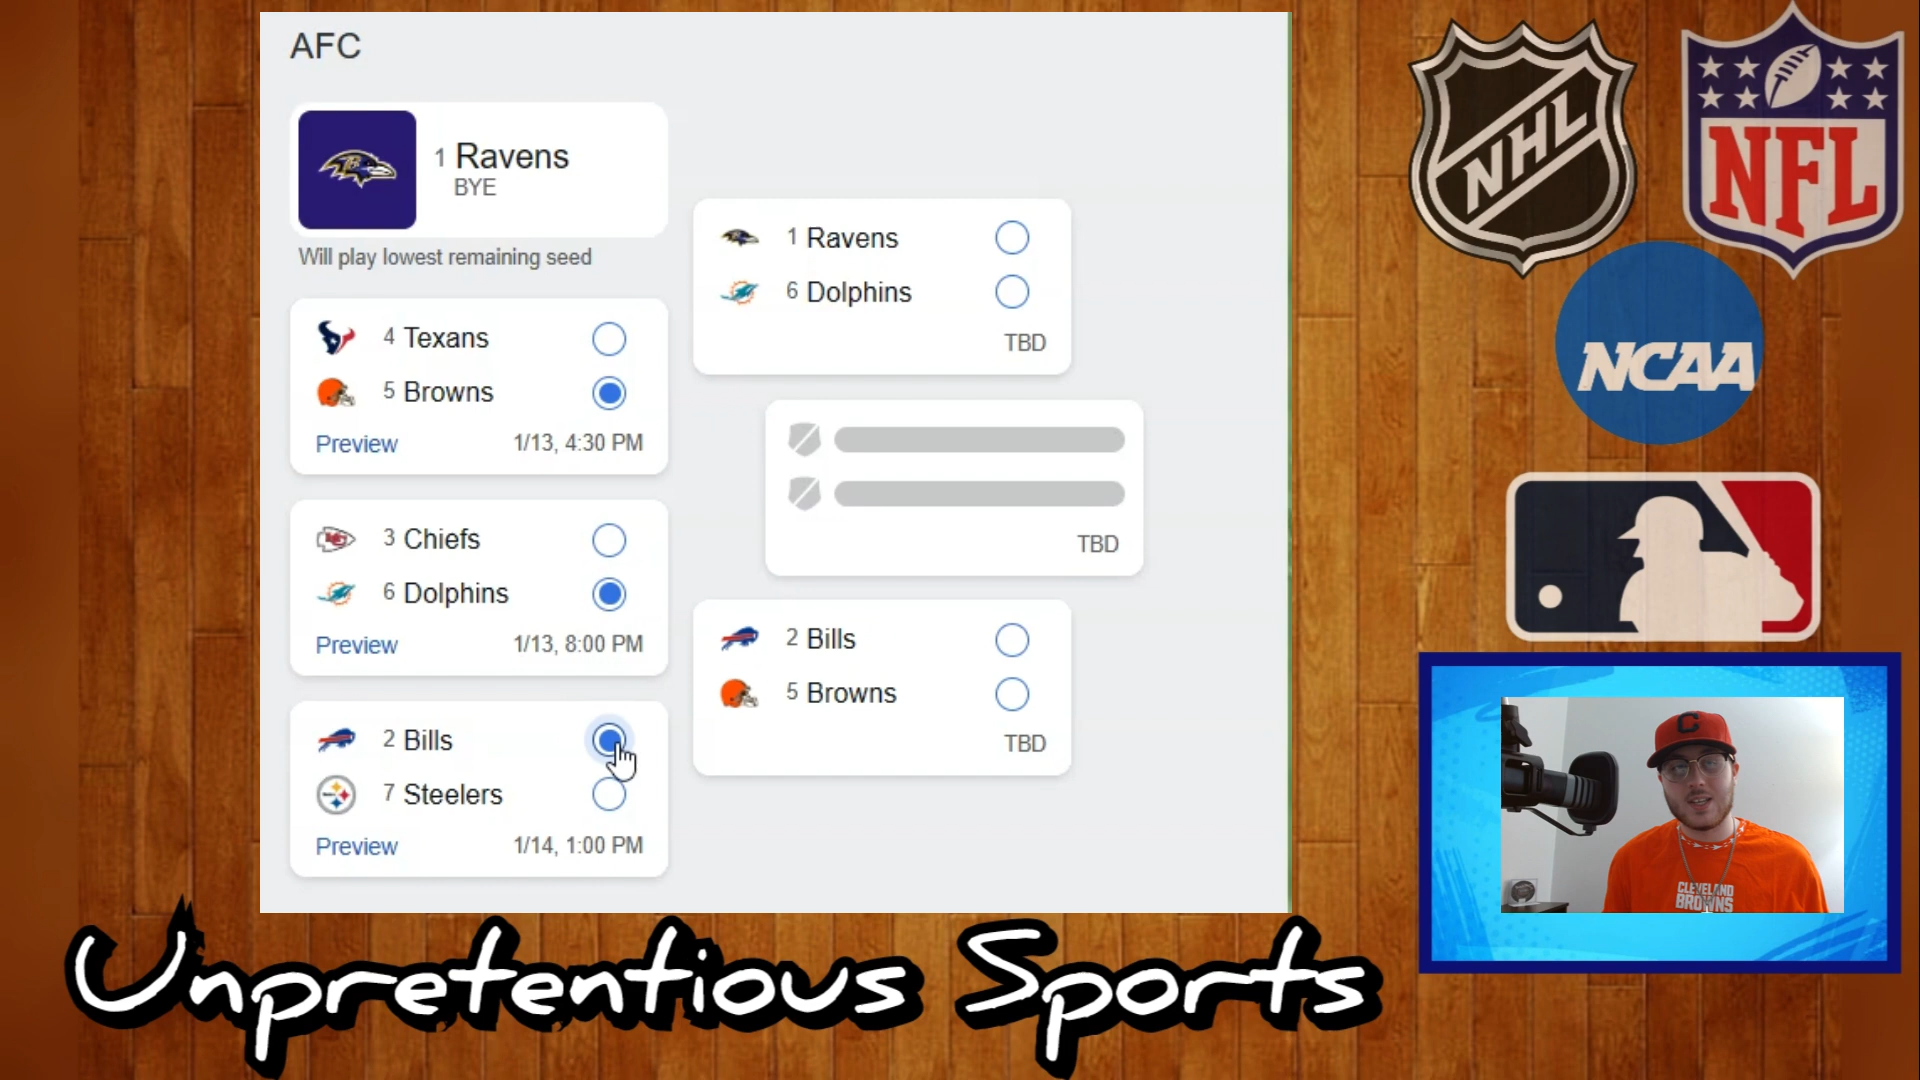 AFC
1 Ravens
BYE
Will play lowest remaining seed
4 Texans
5 Browns
Preview 1/13, 4:30 PM
3 Chiefs
6 Dolphins
Preview 1/13, 8:00 PM
2 Bills
7 Steelers
Preview 1/14, 1:00 PM
1 Ravens
6 Dolphins
TBD
TBD
2 Bills
5 Browns
TBD
NHL
NFL
NCAA
C
CLEVELAND
BROWNS
Unpretentious Sports